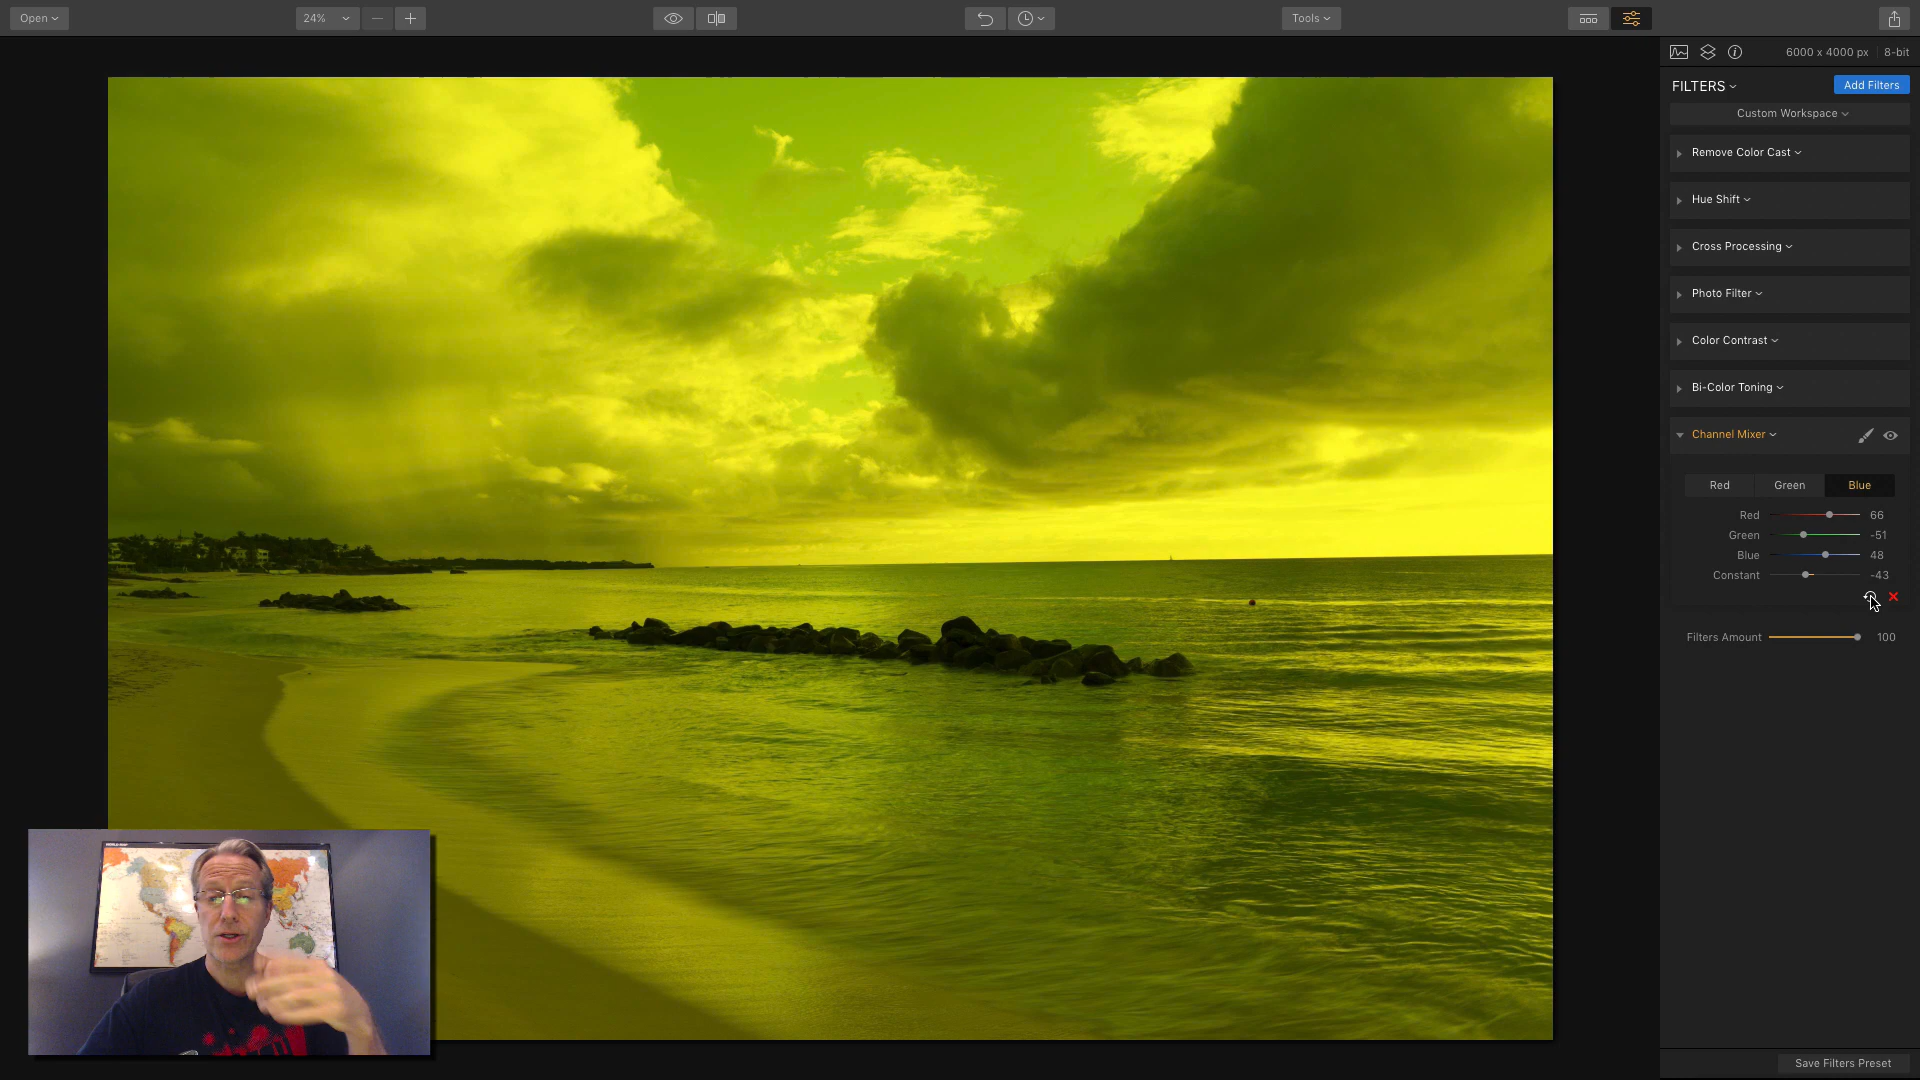 Open
24%
Tools
6000 x 4000 px
8-bit
FILTERS
Add Filters
Custom Workspace
Remove Color Cast
Hue Shift
Cross Processing
Photo Filter
Color Contrast
Bi-Color Toning
Channel Mixer
Red Green Blue
Red 66
Green -51
Blue 48
Constant -43
Filters Amount 100
Save Filters Preset